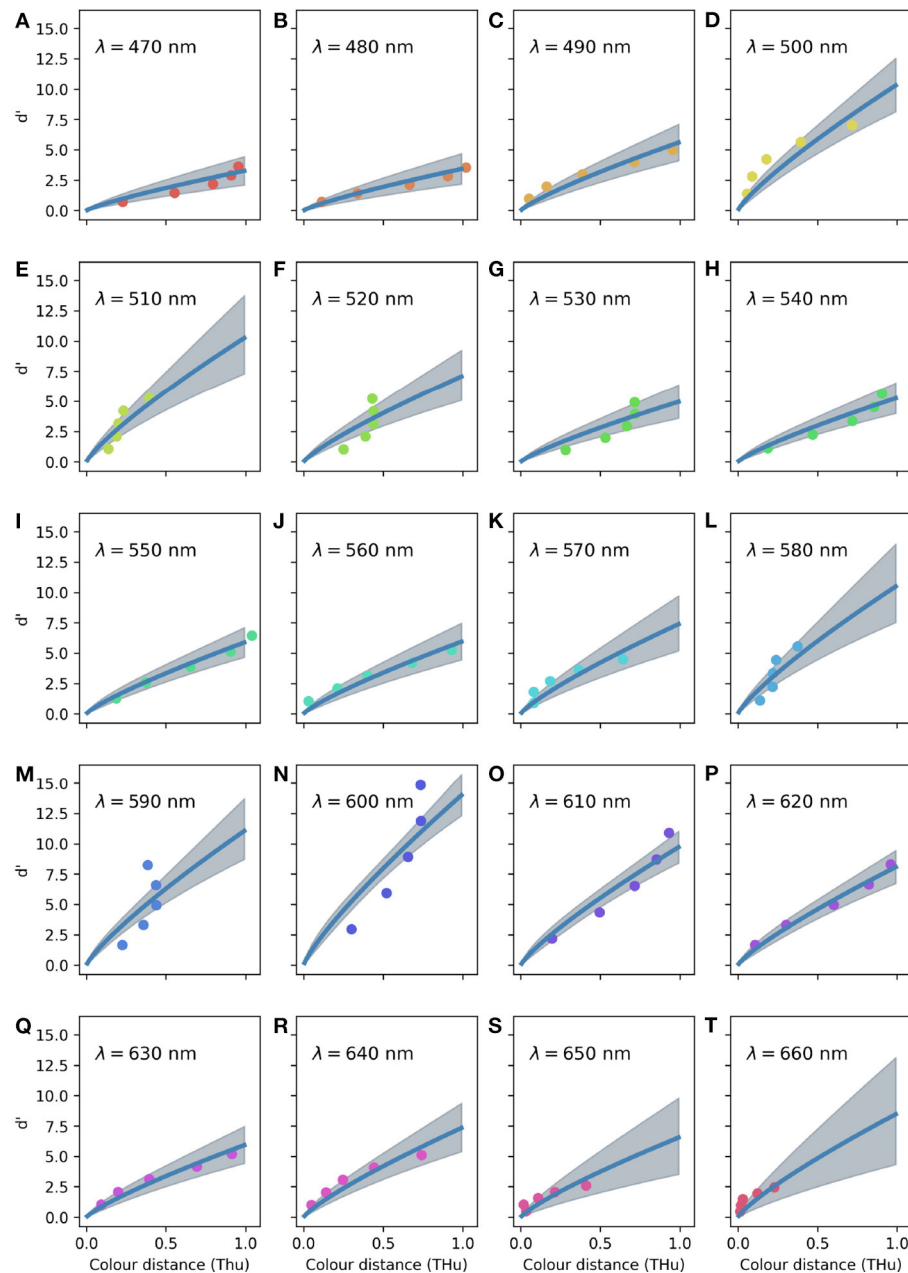 A B C D
λ = 470 nm λ = 480 nm λ = 490 nm λ = 500 nm
15.0
12.5
10.0
7.5
5.0
2.5
0.0
d'
E F G H
λ = 510 nm λ = 520 nm λ = 530 nm λ = 540 nm
15.0
12.5
10.0
7.5
5.0
2.5
0.0
d'
I J K L
λ = 550 nm λ = 560 nm λ = 570 nm λ = 580 nm
15.0
12.5
10.0
7.5
5.0
2.5
0.0
d'
M N O P
λ = 590 nm λ = 600 nm λ = 610 nm λ = 620 nm
15.0
12.5
10.0
7.5
5.0
2.5
0.0
d'
Q R S T
λ = 630 nm λ = 640 nm λ = 650 nm λ = 660 nm
15.0
12.5
10.0
7.5
5.0
2.5
0.0
d'
0.0 0.5 1.0 0.0 0.5 1.0 0.0 0.5 1.0 0.0 0.5 1.0
Colour distance (THu) Colour distance (THu) Colour distance (THu) Colour distance (THu)